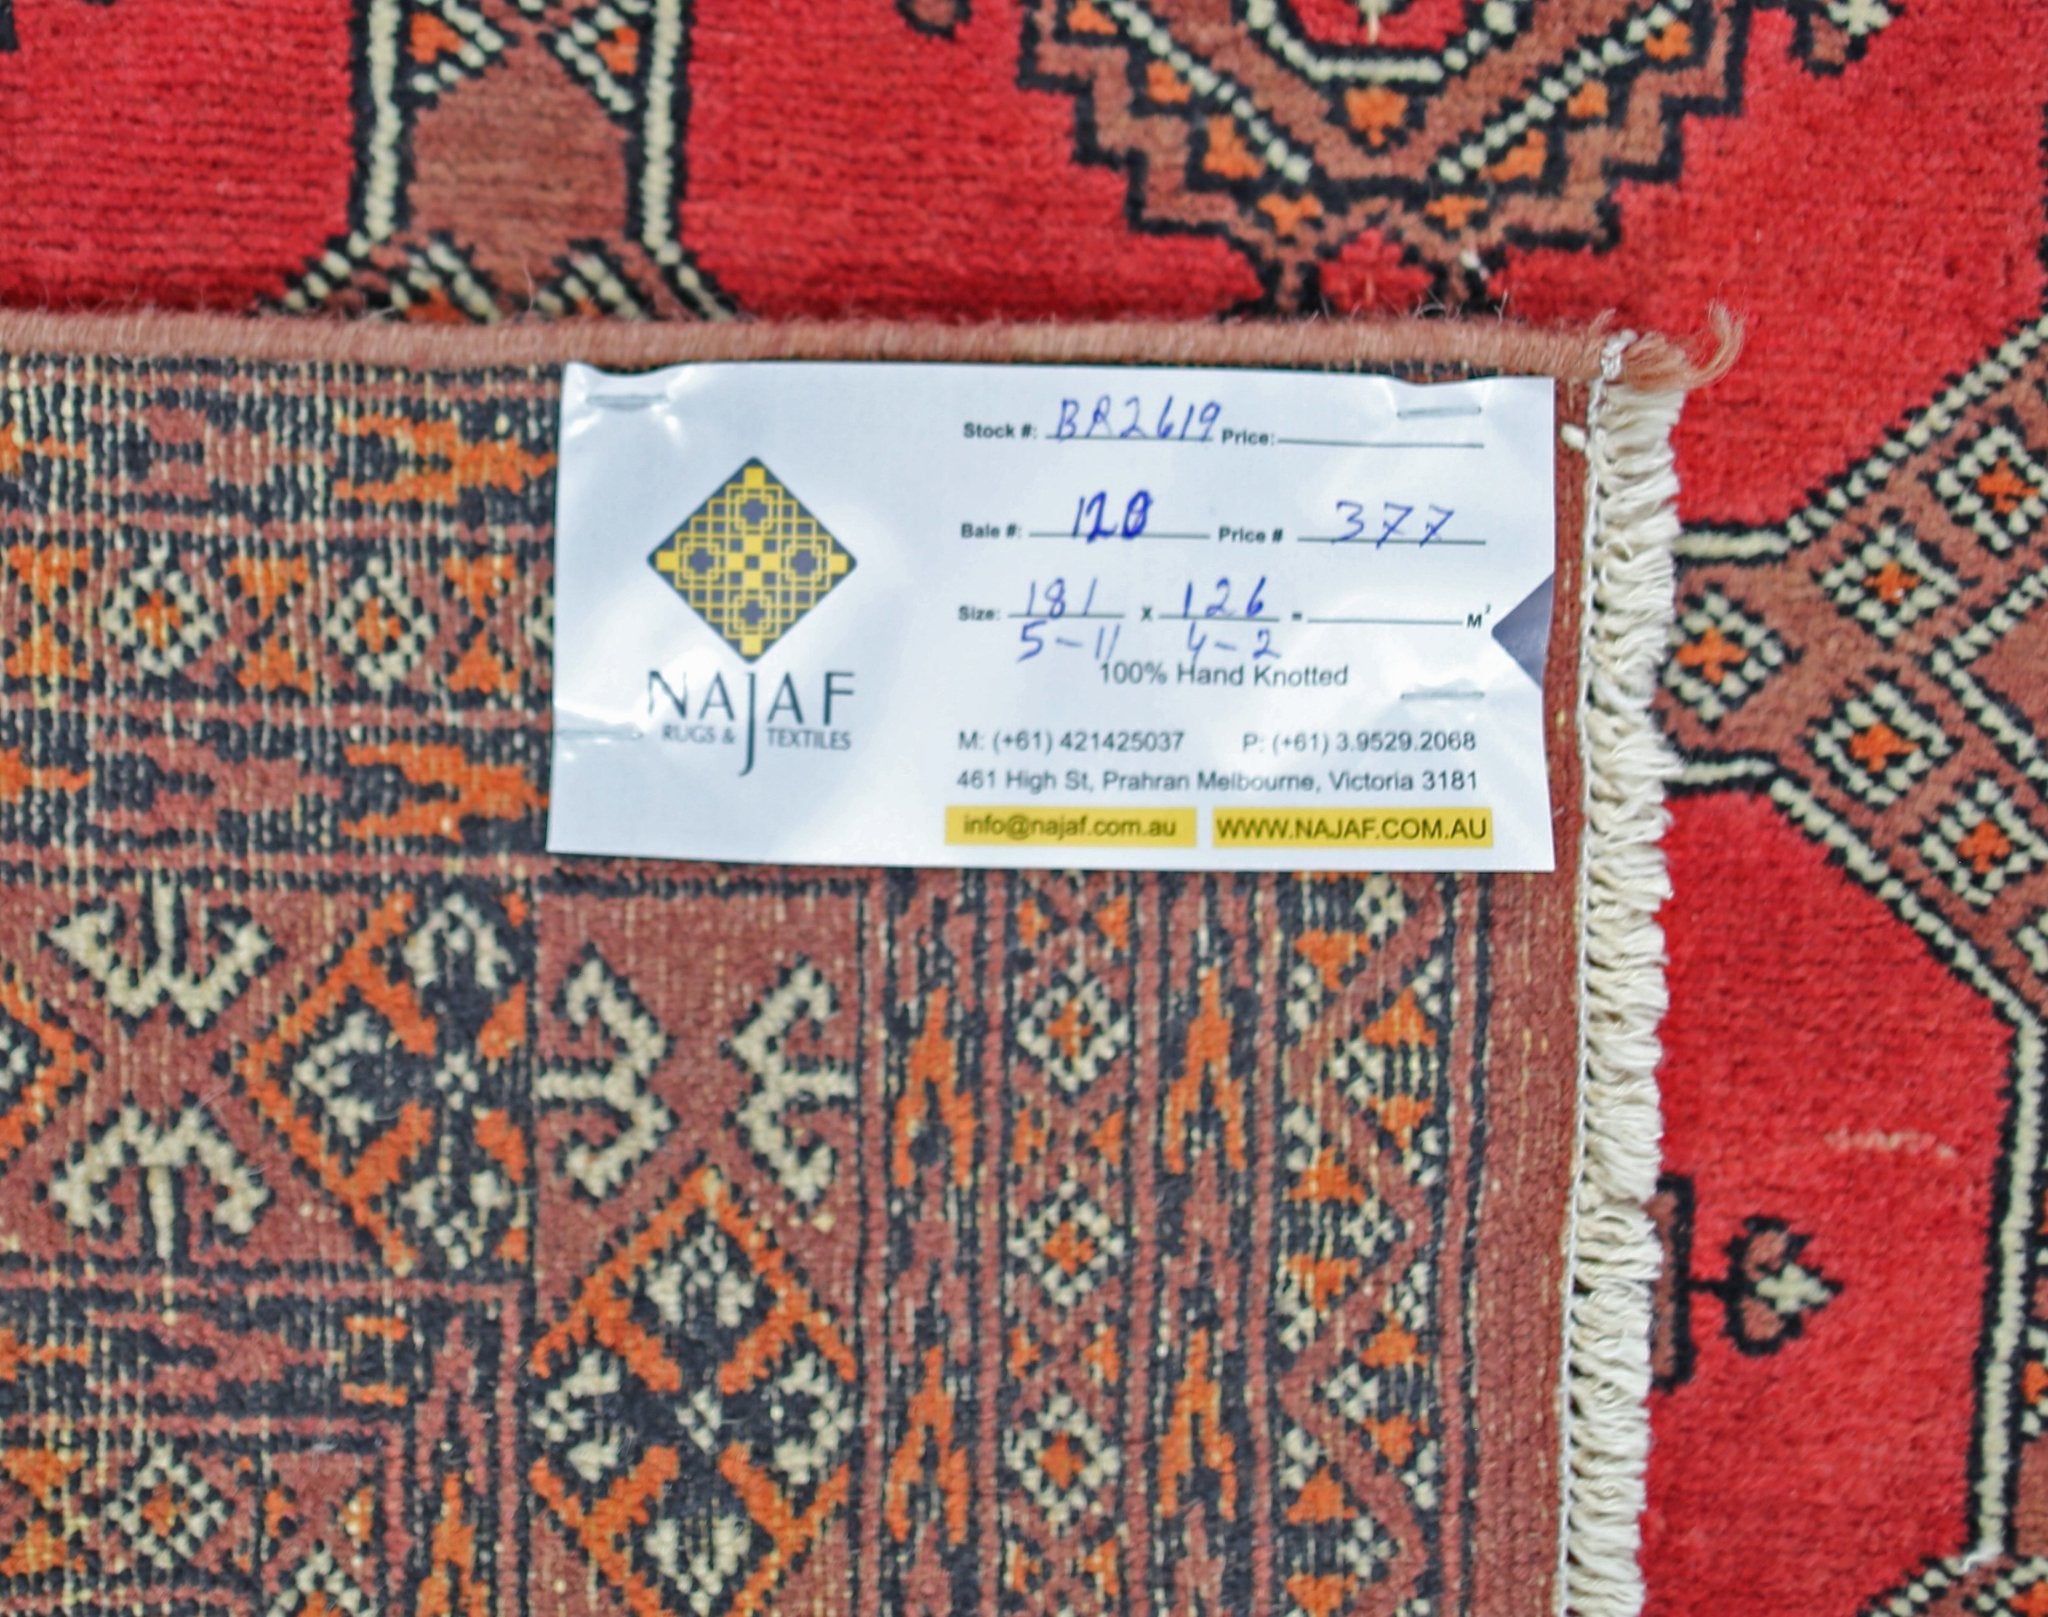 NAJAF
RUGS & TEXTILES
Stock #: BR2619 Price:
Bale #: 120 Price # 377
Size: 181 x 126 = M²
5-11 4-2
100% Hand Knotted
M: (+61) 421425037 P: (+61) 3.9529.2068
461 High St, Prahran Melbourne, Victoria 3181
info@najaf.com.au WWW.NAJAF.COM.AU